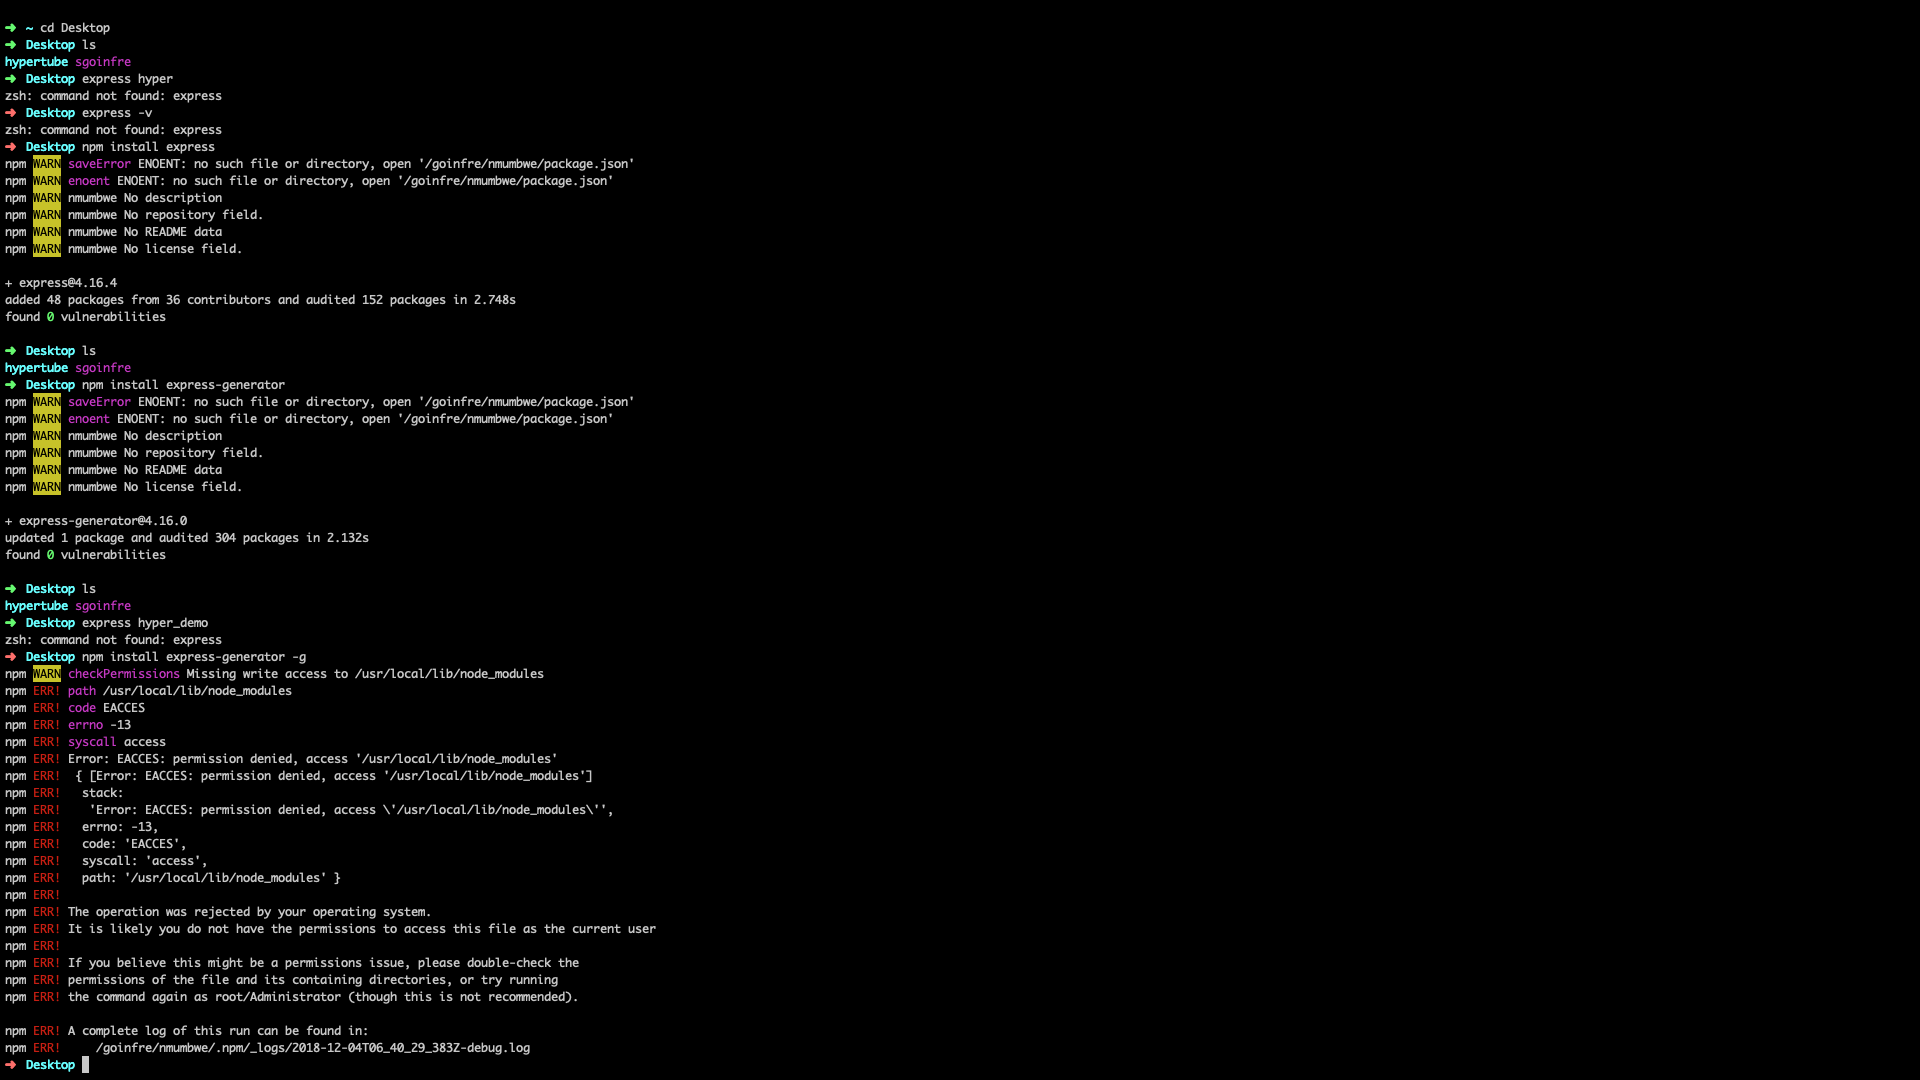 ➜ ~ cd Desktop
➜ Desktop ls
hypertube sgoinfre
➜ Desktop express hyper
zsh: command not found: express
➜ Desktop express -v
zsh: command not found: express
➜ Desktop npm install express
npm WARN saveError ENOENT: no such file or directory, open '/goinfre/nmumbwe/package.json'
npm WARN enoent ENOENT: no such file or directory, open '/goinfre/nmumbwe/package.json'
npm WARN nmumbwe No description
npm WARN nmumbwe No repository field.
npm WARN nmumbwe No README data
npm WARN nmumbwe No license field.
+ express@4.16.4
added 48 packages from 36 contributors and audited 152 packages in 2.748s
found 0 vulnerabilities
➜ Desktop ls
hypertube sgoinfre
➜ Desktop npm install express-generator
npm WARN saveError ENOENT: no such file or directory, open '/goinfre/nmumbwe/package.json'
npm WARN enoent ENOENT: no such file or directory, open '/goinfre/nmumbwe/package.json'
npm WARN nmumbwe No description
npm WARN nmumbwe No repository field.
npm WARN nmumbwe No README data
npm WARN nmumbwe No license field.
+ express-generator@4.16.0
updated 1 package and audited 304 packages in 2.132s
found 0 vulnerabilities
➜ Desktop ls
hypertube sgoinfre
➜ Desktop express hyper_demo
zsh: command not found: express
➜ Desktop npm install express-generator -g
npm WARN checkPermissions Missing write access to /usr/local/lib/node_modules
npm ERR! path /usr/local/lib/node_modules
npm ERR! code EACCES
npm ERR! errno -13
npm ERR! syscall access
npm ERR! Error: EACCES: permission denied, access '/usr/local/lib/node_modules'
npm ERR!  { [Error: EACCES: permission denied, access '/usr/local/lib/node_modules']
npm ERR!   stack:
npm ERR!    'Error: EACCES: permission denied, access \'/usr/local/lib/node_modules\'',
npm ERR!   errno: -13,
npm ERR!   code: 'EACCES',
npm ERR!   syscall: 'access',
npm ERR!   path: '/usr/local/lib/node_modules' }
npm ERR!
npm ERR! The operation was rejected by your operating system.
npm ERR! It is likely you do not have the permissions to access this file as the current user
npm ERR!
npm ERR! If you believe this might be a permissions issue, please double-check the
npm ERR! permissions of the file and its containing directories, or try running
npm ERR! the command again as root/Administrator (though this is not recommended).
npm ERR! A complete log of this run can be found in:
npm ERR!     /goinfre/nmumbwe/.npm/_logs/2018-12-04T06_40_29_383Z-debug.log
➜ Desktop